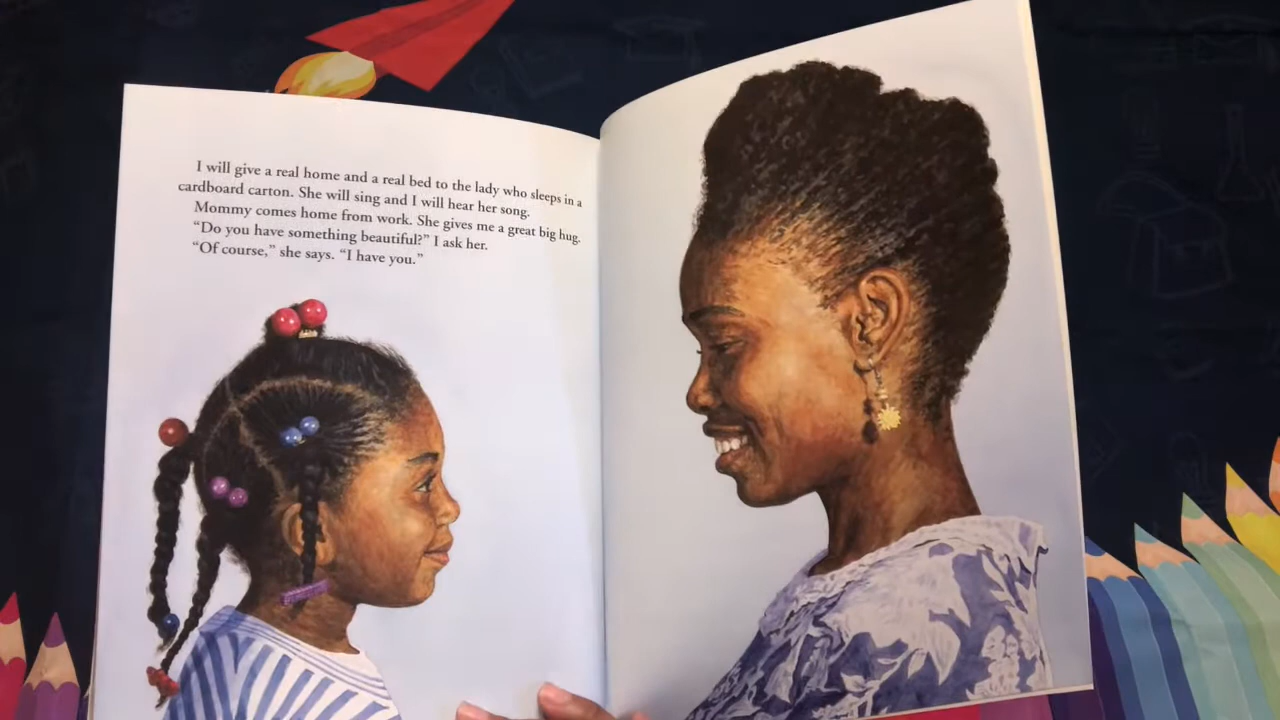 I will give a real home and a real bed to the lady who sleeps in a
cardboard carton. She will sing and I will hear her song.
Mommy comes home from work. She gives me a great big hug.
“Do you have something beautiful?” I ask her.
“Of course,” she says. “I have you.”